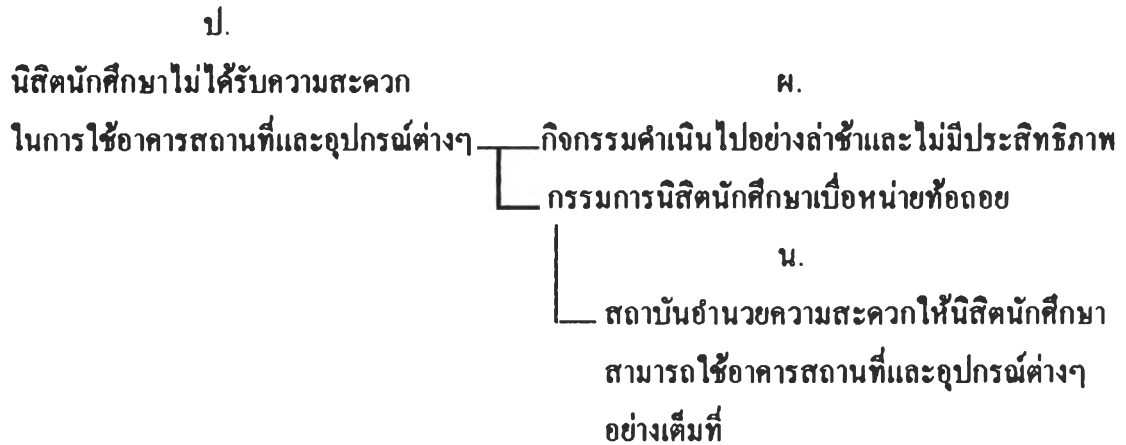 ป.
นิสิตนักศึกษาไม่ได้รับความสะดวก
ผ.
ในการใช้อาคารสถานที่และอุปกรณ์ต่างๆ
กิจกรรมดำเนินไปอย่างล่าช้าและไม่มีประสิทธิภาพ
กรรมการนิสิตนักศึกษาเบื่อหน่ายท้อถอย
น.
สถาบันอำนวยความสะดวกให้นิสิตนักศึกษา
สามารถใช้อาคารสถานที่และอุปกรณ์ต่างๆ
อย่างเต็มที่